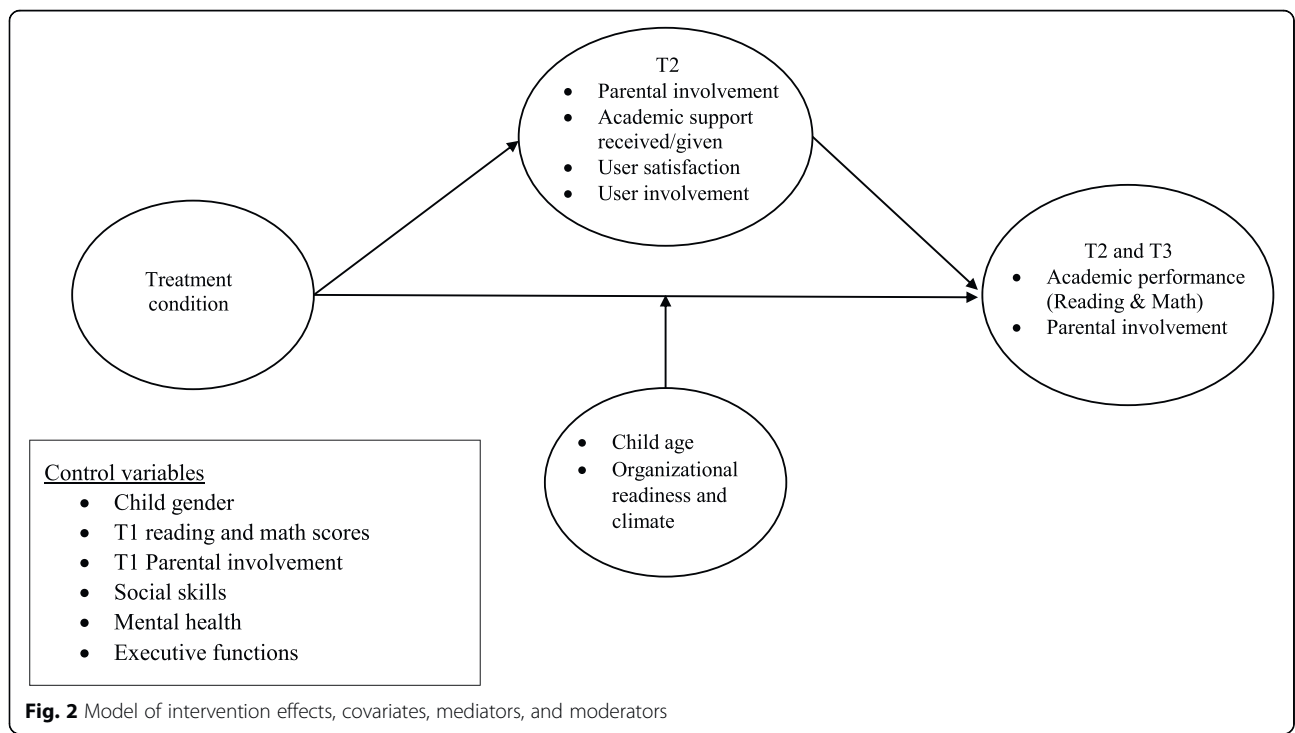 T2
• Parental involvement
• Academic support
received/given
• User satisfaction
• User involvement
Treatment
condition
T2 and T3
• Academic performance
(Reading & Math)
• Parental involvement
• Child age
• Organizational
readiness and
climate
Control variables
• Child gender
• T1 reading and math scores
• T1 Parental involvement
• Social skills
• Mental health
• Executive functions
Fig. 2 Model of intervention effects, covariates, mediators, and moderators